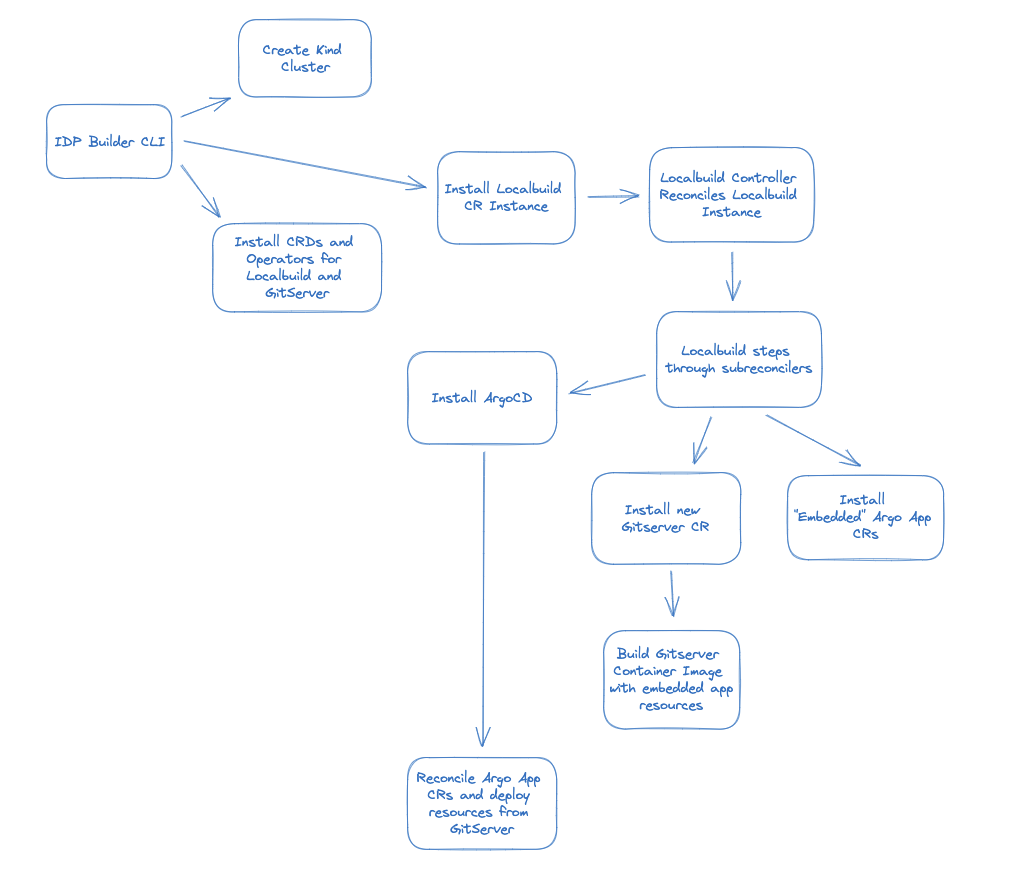 Create Kind
Cluster
IDP Builder CLI
Install Localbuild
CR Instance
Localbuild Controller
Reconciles Localbuild
Instance
Install CRDs and
Operators for
Localbuild and
GitServer
Localbuild steps
through subreconcilers
Install ArgoCD
Install new
Gitserver CR
Install
"Embedded" Argo App
CRs
Build Gitserver
Container Image
with embedded app
resources
Reconcile Argo App
CRs and deploy
resources from
GitServer